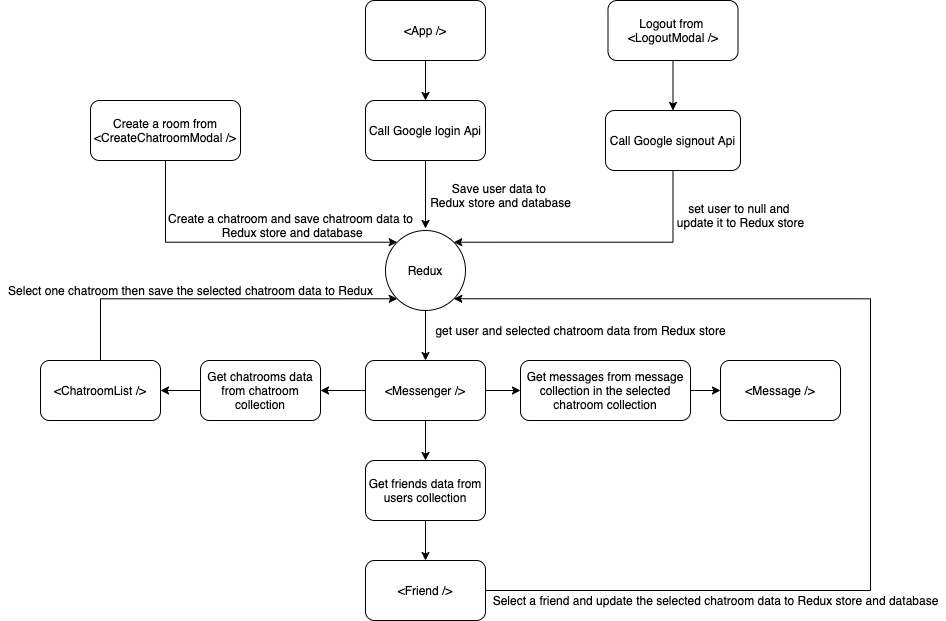 <App />
Logout from
<LogoutModal />
Create a room from
<CreateChatroomModal />
Call Google login Api
Call Google signout Api
Save user data to
Redux store and database
set user to null and
update it to Redux store
Create a chatroom and save chatroom data to
Redux store and database
Redux
Select one chatroom then save the selected chatroom data to Redux
get user and selected chatroom data from Redux store
<ChatroomList />
Get chatrooms data
from chatroom
collection
<Messenger />
Get messages from message
collection in the selected
chatroom collection
<Message />
Get friends data from
users collection
<Friend />
Select a friend and update the selected chatroom data to Redux store and database